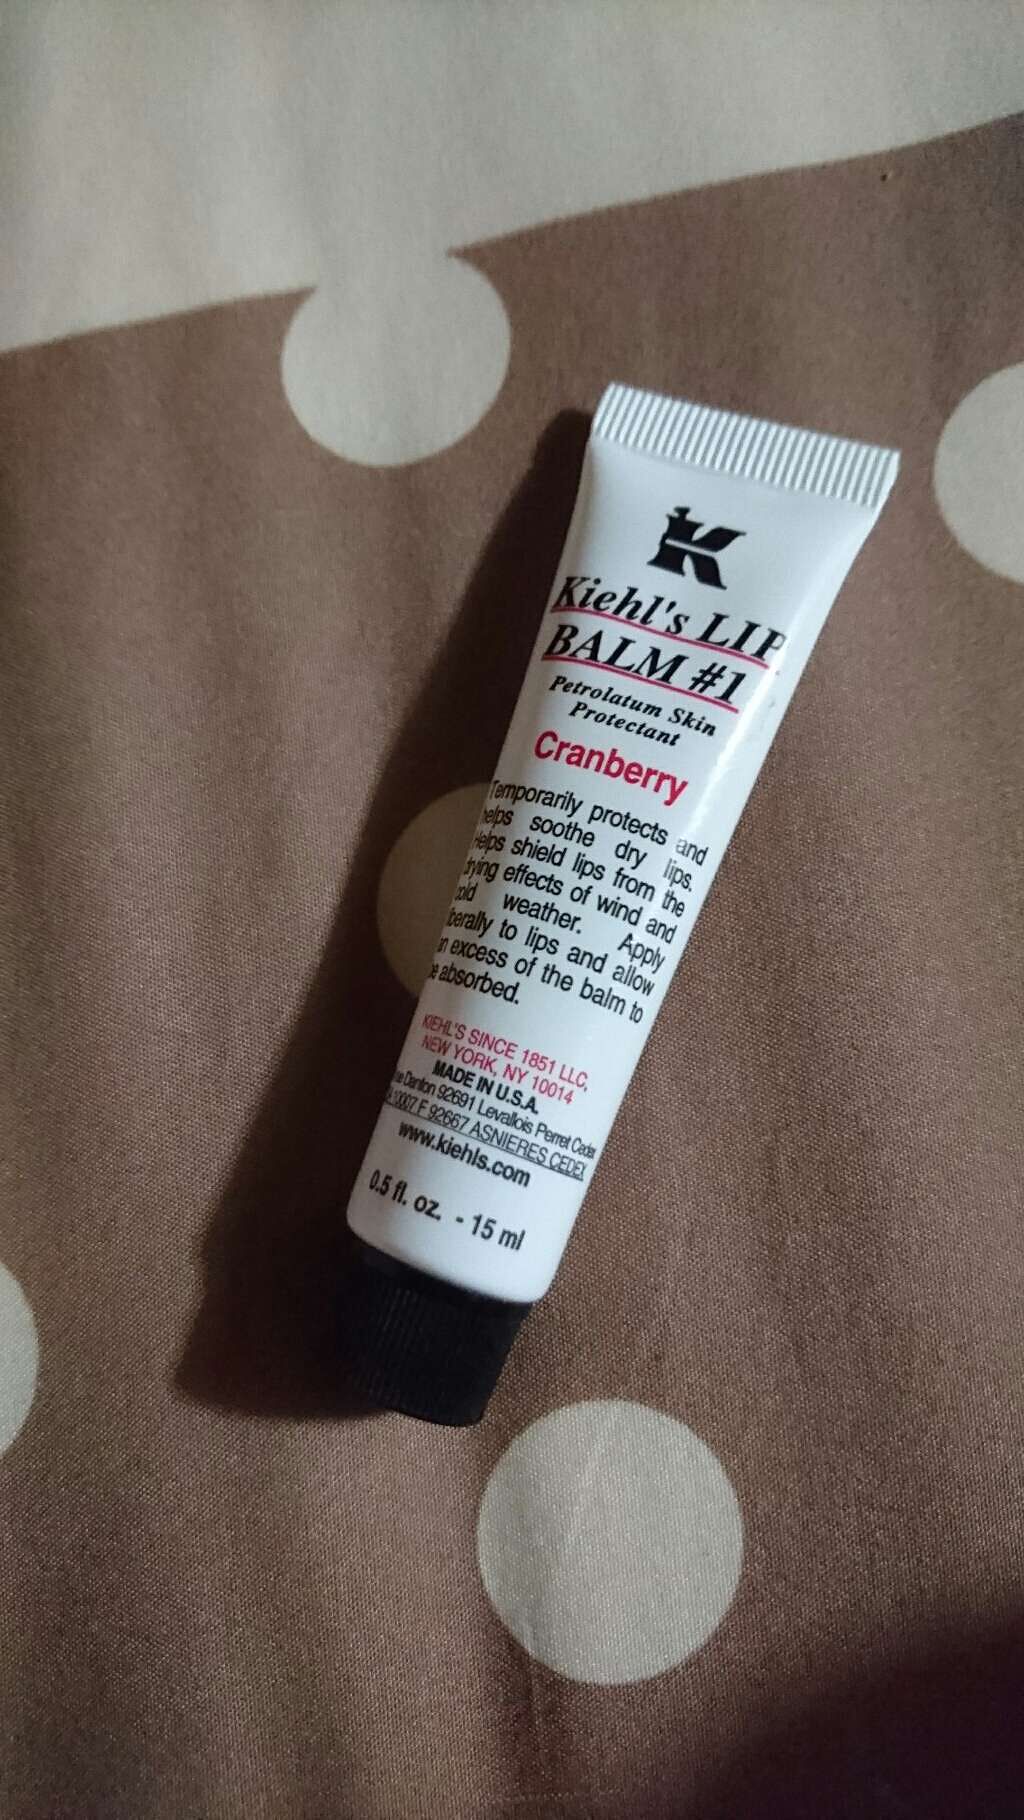 K
Kiehl's LIP
BALM #1
Petrolatum Skin
Protectant
Cranberry
Temporarily protects and
helps soothe dry lips.
Helps shield lips from the
drying effects of wind and
cold weather. Apply
liberally to lips and allow
an excess of the balm to
be absorbed.
KIEHL'S SINCE 1851 LLC,
NEW YORK, NY 10014
MADE IN U.S.A.
Danton 92691 Levallois Perret Cedex
10007 F 92667 ASNIERES CEDEX
www.kiehls.com
0.5 fl. oz. - 15 ml